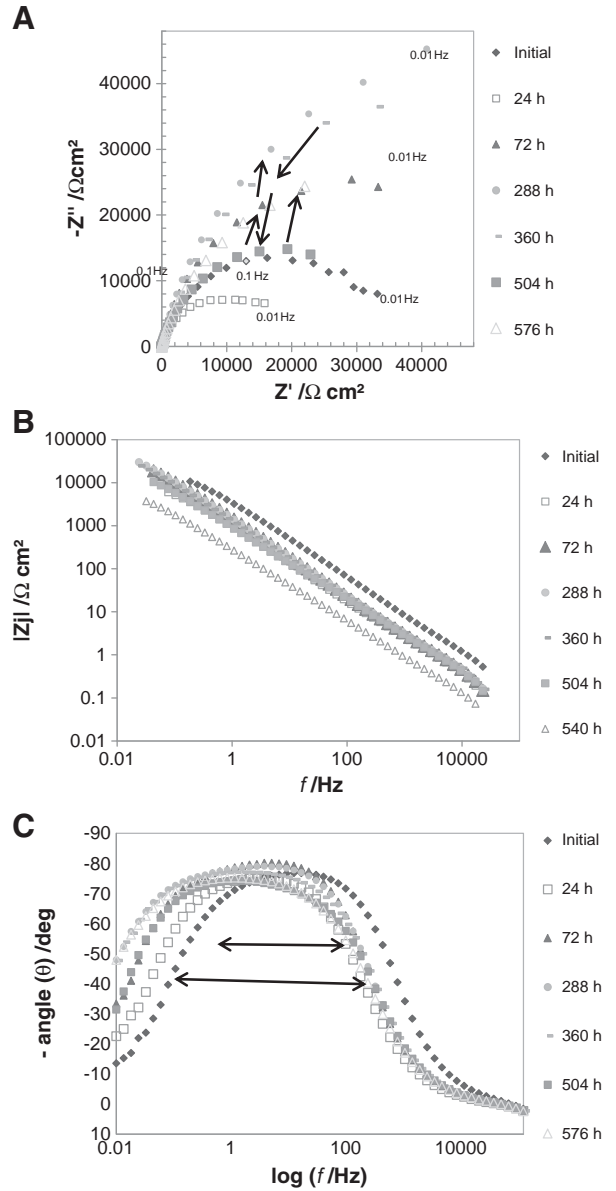 A
-Z'' /Ωcm²
40000
30000
20000
10000
0
0 10000 20000 30000 40000
Z' /Ω cm²
0.01Hz
0.01Hz
0.1Hz
0.1 Hz
0.01Hz
0.01Hz
Initial
24 h
72 h
288 h
360 h
504 h
576 h
B
|Zj| /Ω cm²
100000
10000
1000
100
10
1
0.1
0.01
0.01 1 100 10000
f /Hz
Initial
24 h
72 h
288 h
360 h
504 h
540 h
C
- angle (θ) /deg
-90
-80
-70
-60
-50
-40
-30
-20
-10
0
10
0.01 1 100 10000
log (f /Hz)
Initial
24 h
72 h
288 h
360 h
504 h
576 h